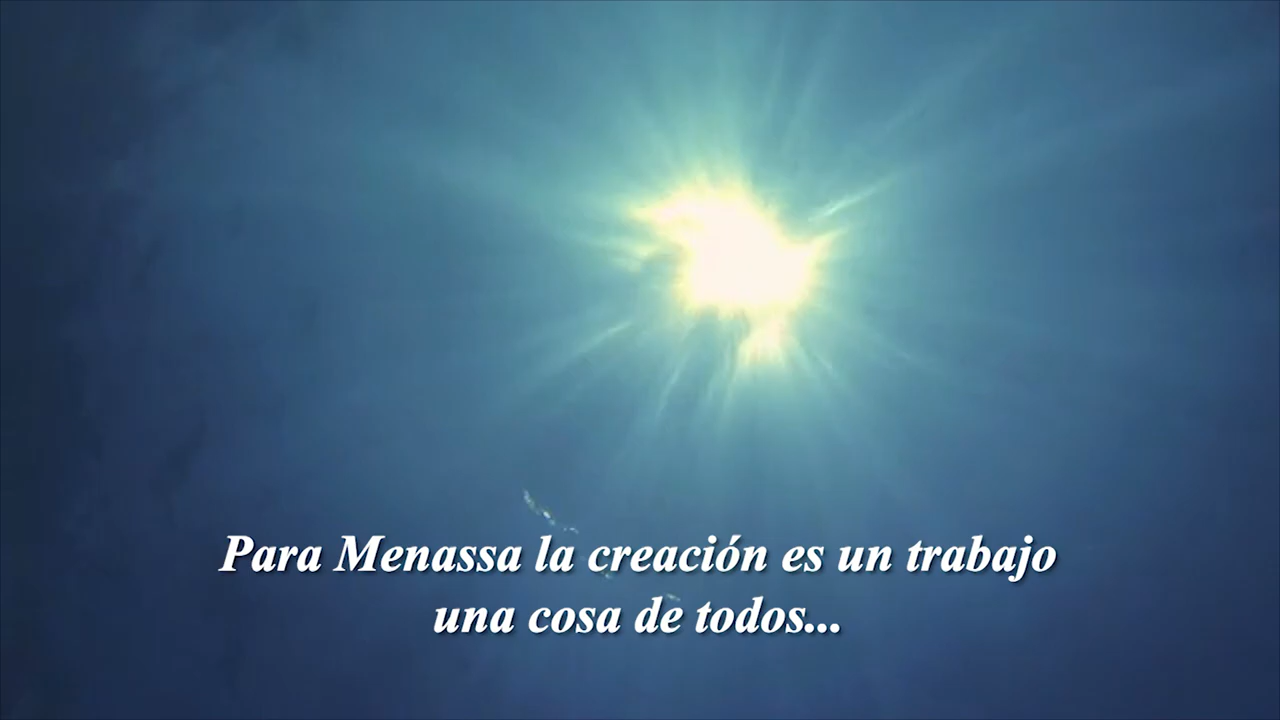 Para Menassa la creación es un trabajo
una cosa de todos...